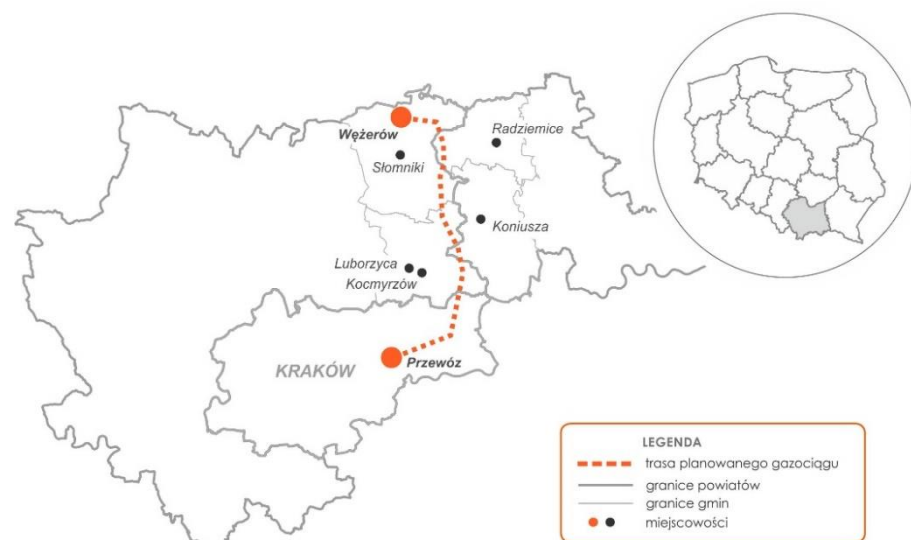 Wężerów
Radziemice
Słomniki
Koniusza
Luborzyca
Kocmyrzów
KRAKÓW
Przewóz
LEGENDA
trasa planowanego gazociągu
granice powiatów
granice gmin
miejscowości